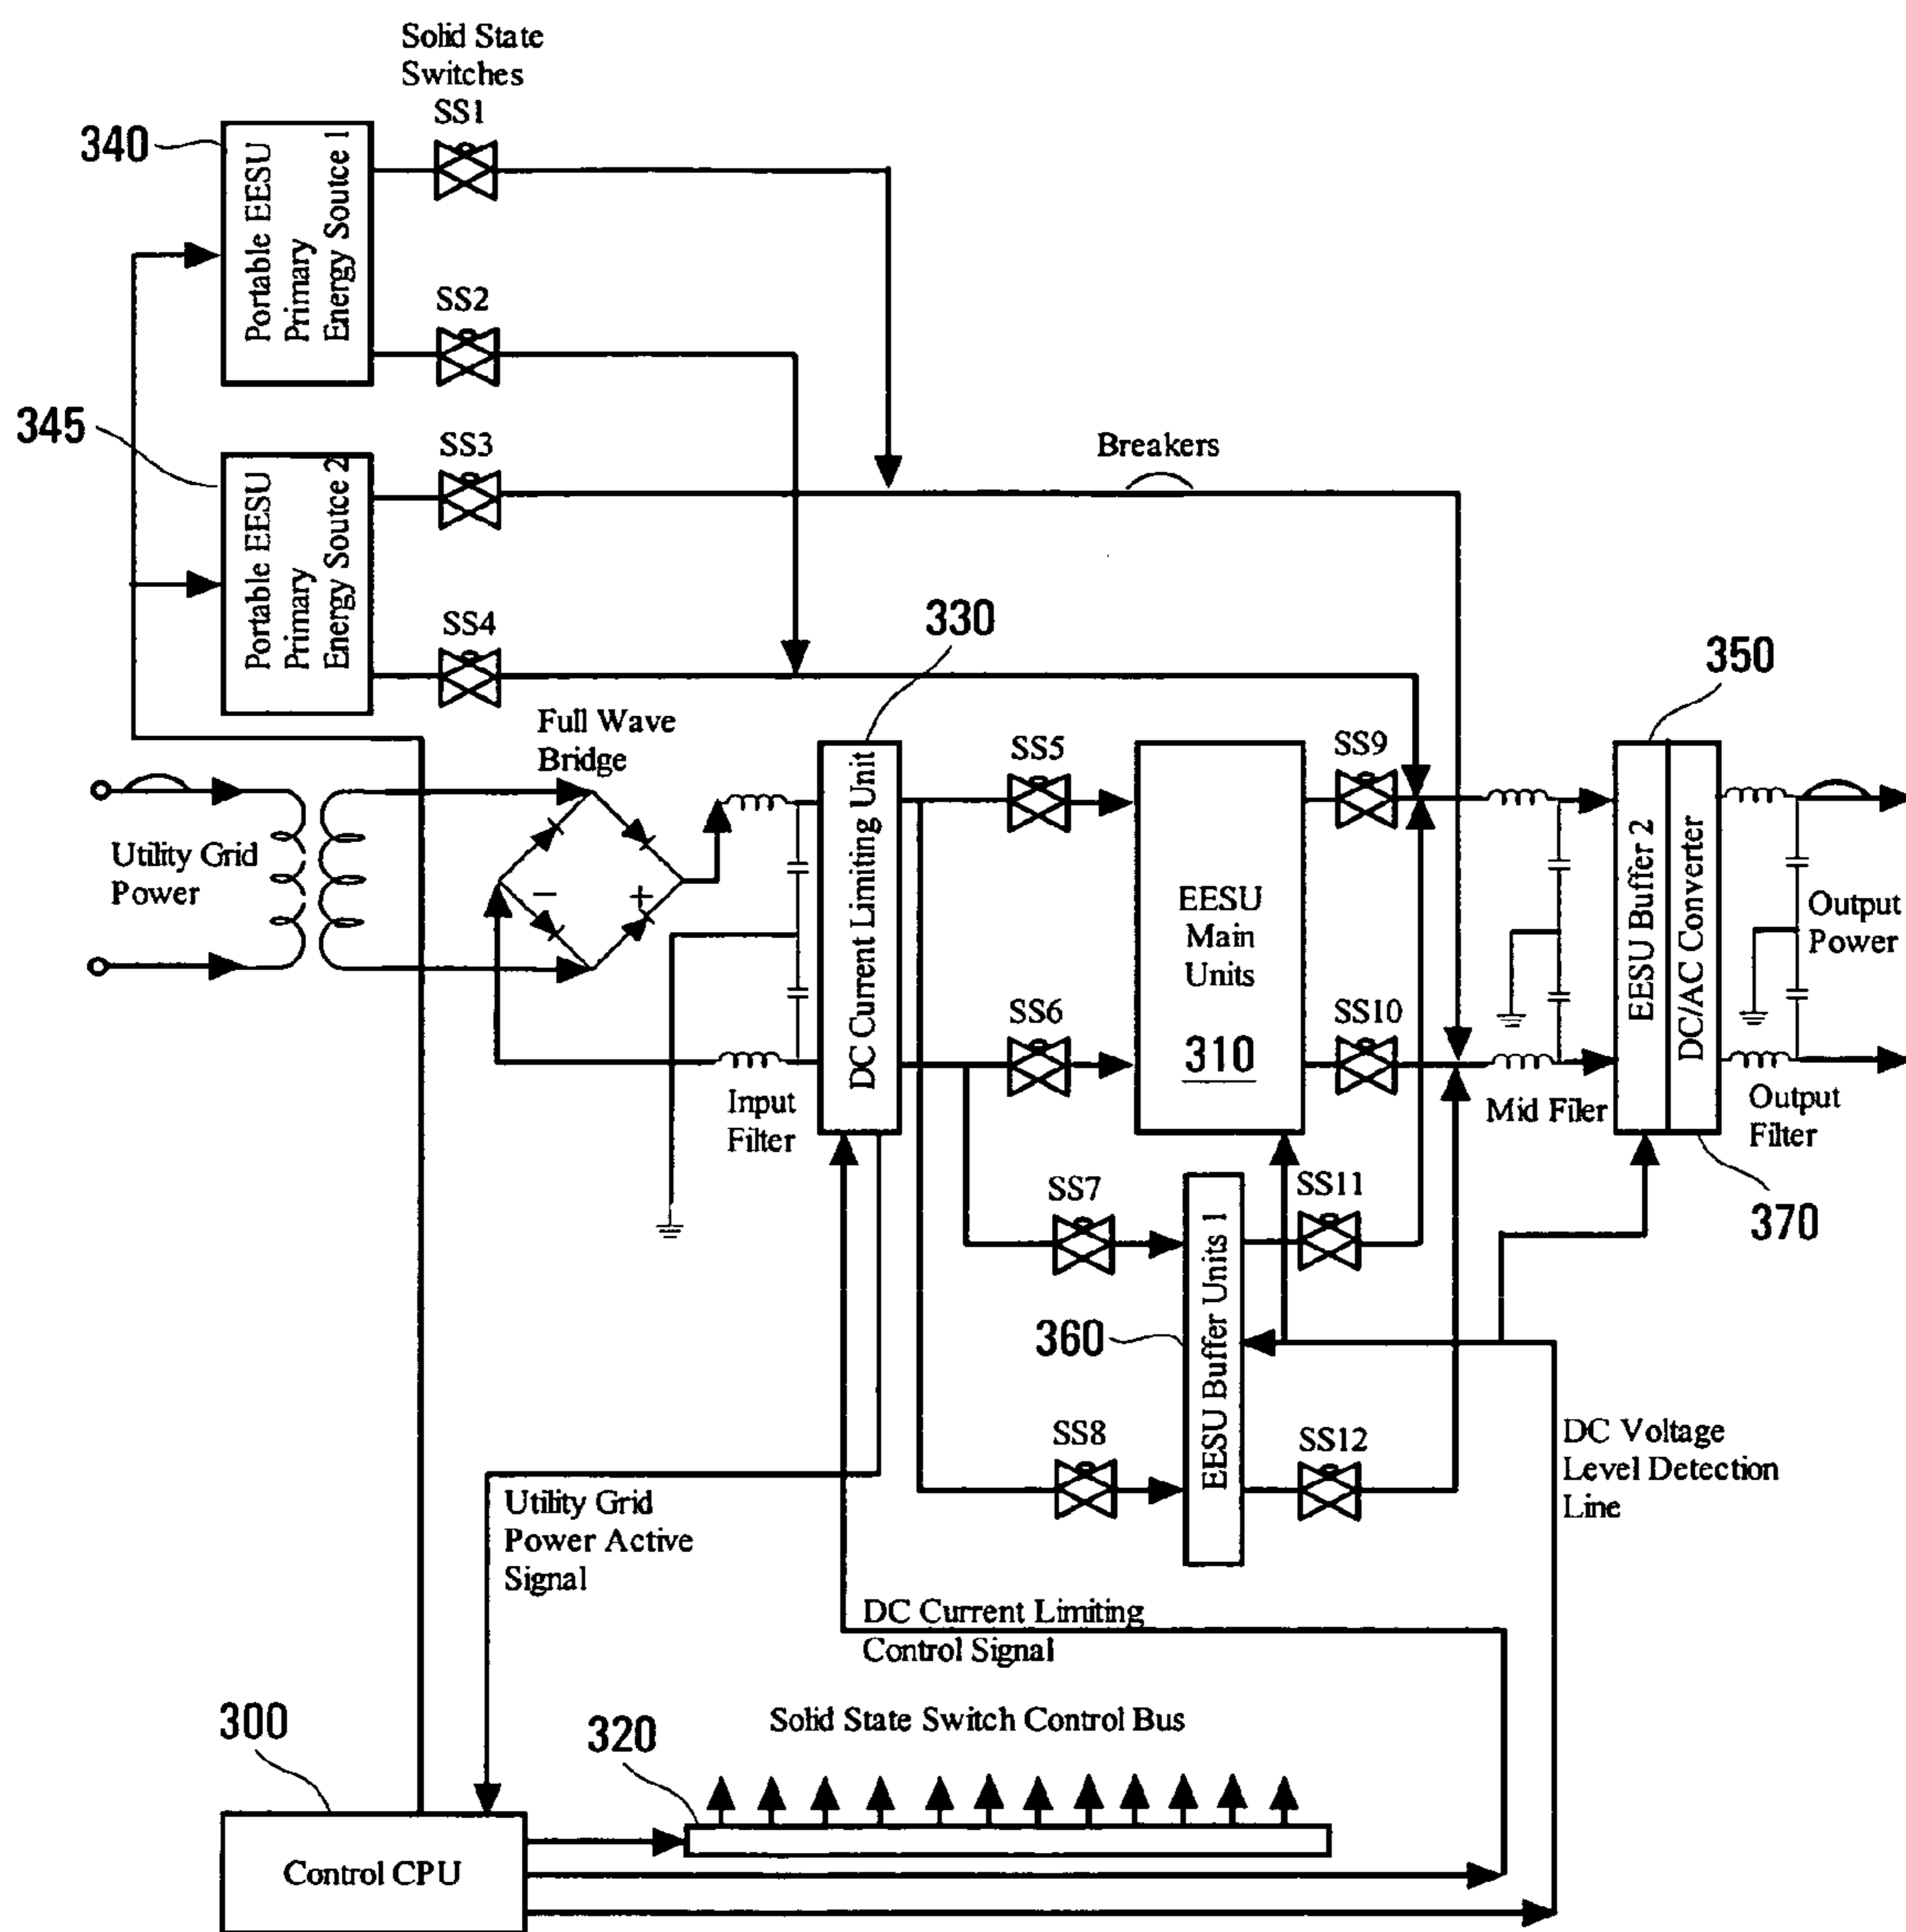 Solid State
Switches
SS1
340
Portable EESU
Primary
Energy Soutce 1
SS2
345
SS3
Portable EESU
Primary
Energy Soutce 2
Breakers
SS4
330
350
Full Wave
Bridge
Utility Grid
Power
−
+
DC Current Limiting Unit
SS5
SS6
EESU
Main
Units
310
SS9
SS10
EESU Buffer 2
DC/AC Converter
Output
Power
Input
Filter
Mid Filer
Output
Filter
370
SS7
SS11
360
EESU Buffer Units 1
SS8
SS12
DC Voltage
Level Detection
Line
Utility Grid
Power Active
Signal
DC Current Limiting
Control Signal
300
320
Solid State Switch Control Bus
Control CPU